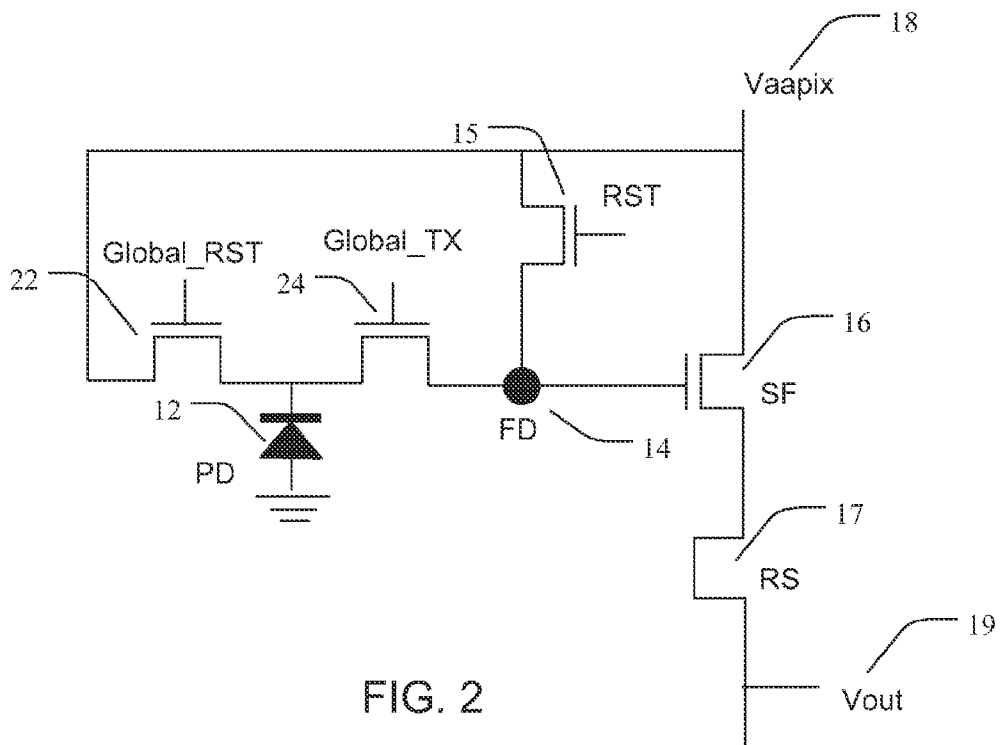 18
Vaapix
15
RST
Global_RST
Global_TX
22
24
16
SF
12
FD
14
PD
17
RS
19
Vout
FIG. 2